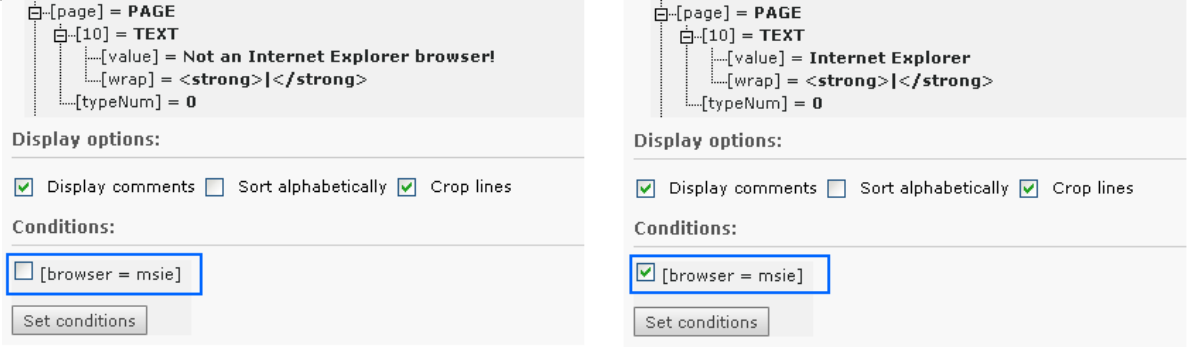 [page] = PAGE
[10] = TEXT
[value] = Not an Internet Explorer browser!
[wrap] = <strong>|</strong>
[typeNum] = 0
Display options:
Display comments Sort alphabetically Crop lines
Conditions:
[browser = msie]
Set conditions
[page] = PAGE
[10] = TEXT
[value] = Internet Explorer
[wrap] = <strong>|</strong>
[typeNum] = 0
Display options:
Display comments Sort alphabetically Crop lines
Conditions:
[browser = msie]
Set conditions